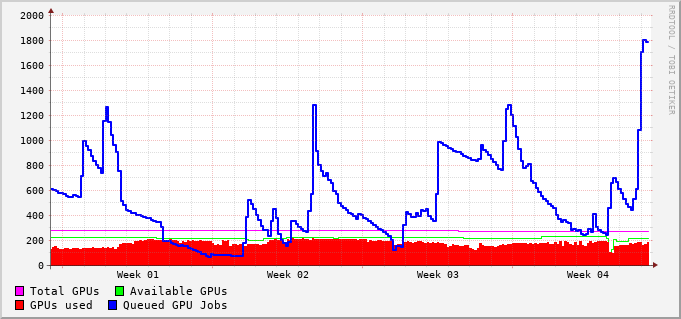 2000
1800
1600
1400
1200
1000
800
600
400
200
0
Week 01 Week 02 Week 03 Week 04
Total GPUs Available GPUs
GPUs used Queued GPU Jobs
RRDTOOL / TOBI OETIKER